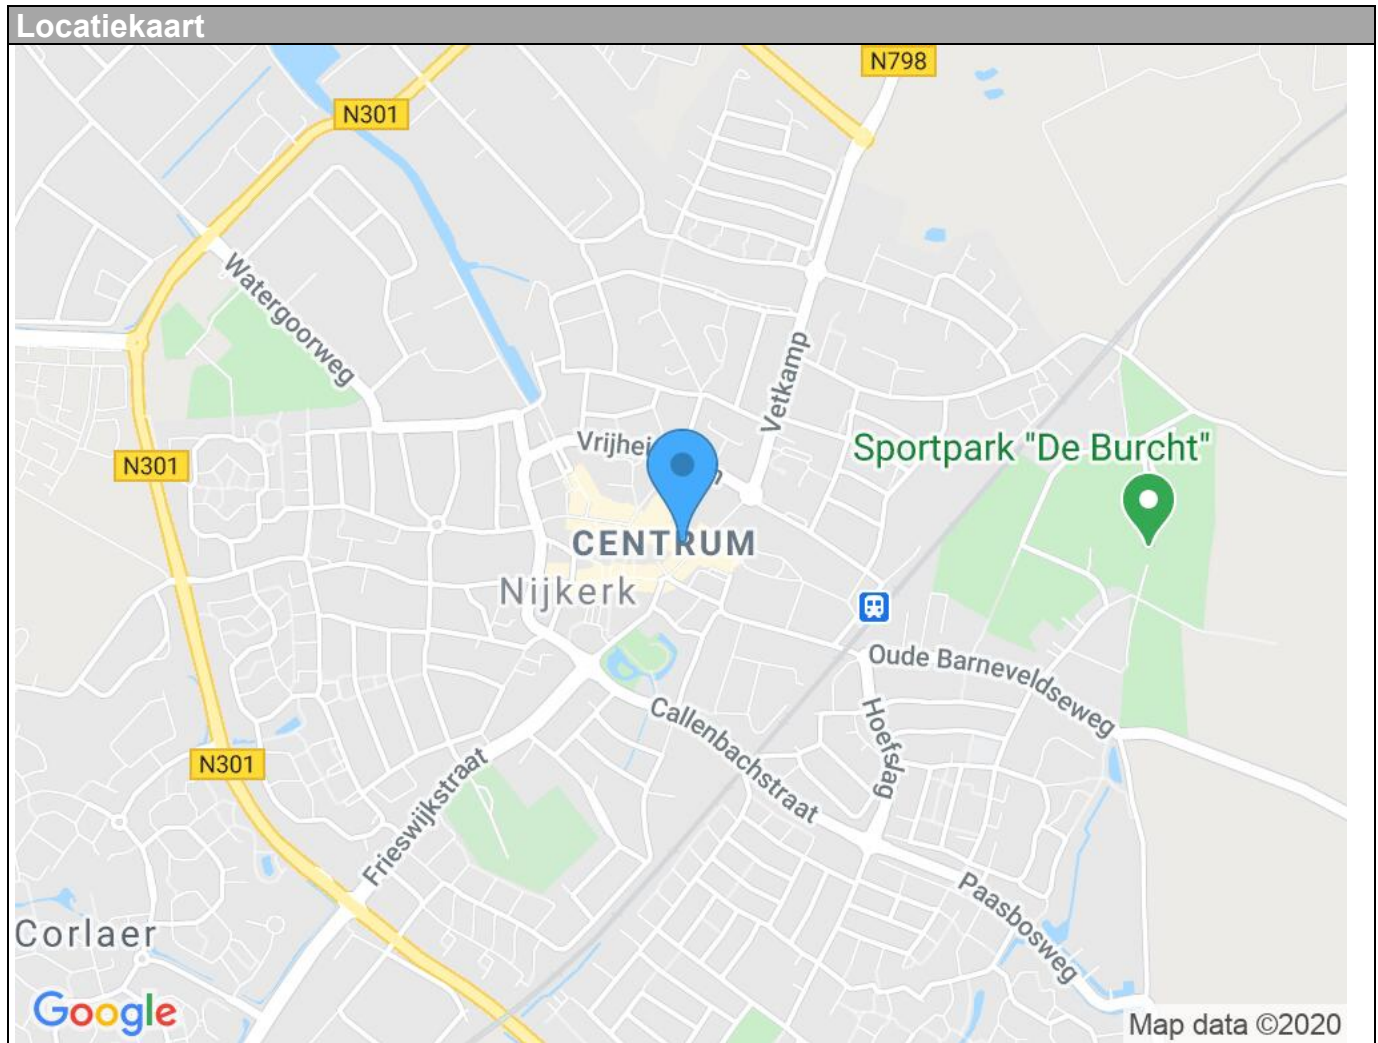 Locatiekaart
N798
N301
Watergoorweg
Vetkamp
Vrijhei
n
Sportpark "De Burcht"
N301
CENTRUM
Nijkerk
Oude Barneveldseweg
Hoefslag
Callenbachstraat
N301
Frieswijkstraat
Paasbosweg
Corlaer
Google
Map data ©2020